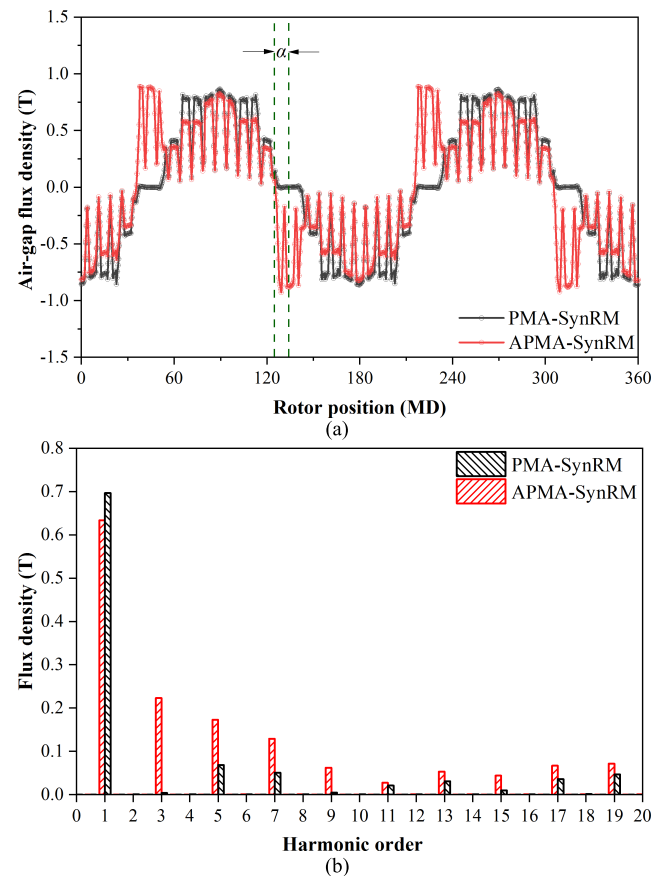 1.5
1.0
0.5
0.0
-0.5
-1.0
-1.5
Air-gap flux density (T)
α
PMA-SynRM
APMA-SynRM
0 60 120 180 240 300 360
Rotor position (MD)
(a)
0.8
0.7
0.6
0.5
0.4
0.3
0.2
0.1
0.0
Flux density (T)
PMA-SynRM
APMA-SynRM
0 1 2 3 4 5 6 7 8 9 10 11 12 13 14 15 16 17 18 19 20
Harmonic order
(b)